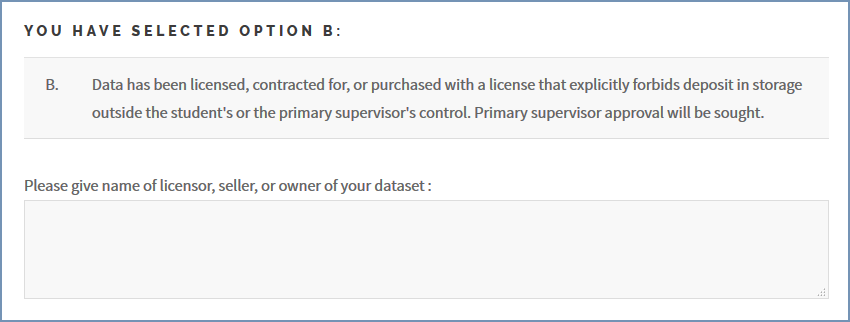 YOU HAVE SELECTED OPTION B:
B. Data has been licensed, contracted for, or purchased with a license that explicitly forbids deposit in storage
outside the student's or the primary supervisor's control. Primary supervisor approval will be sought.
Please give name of licensor, seller, or owner of your dataset :